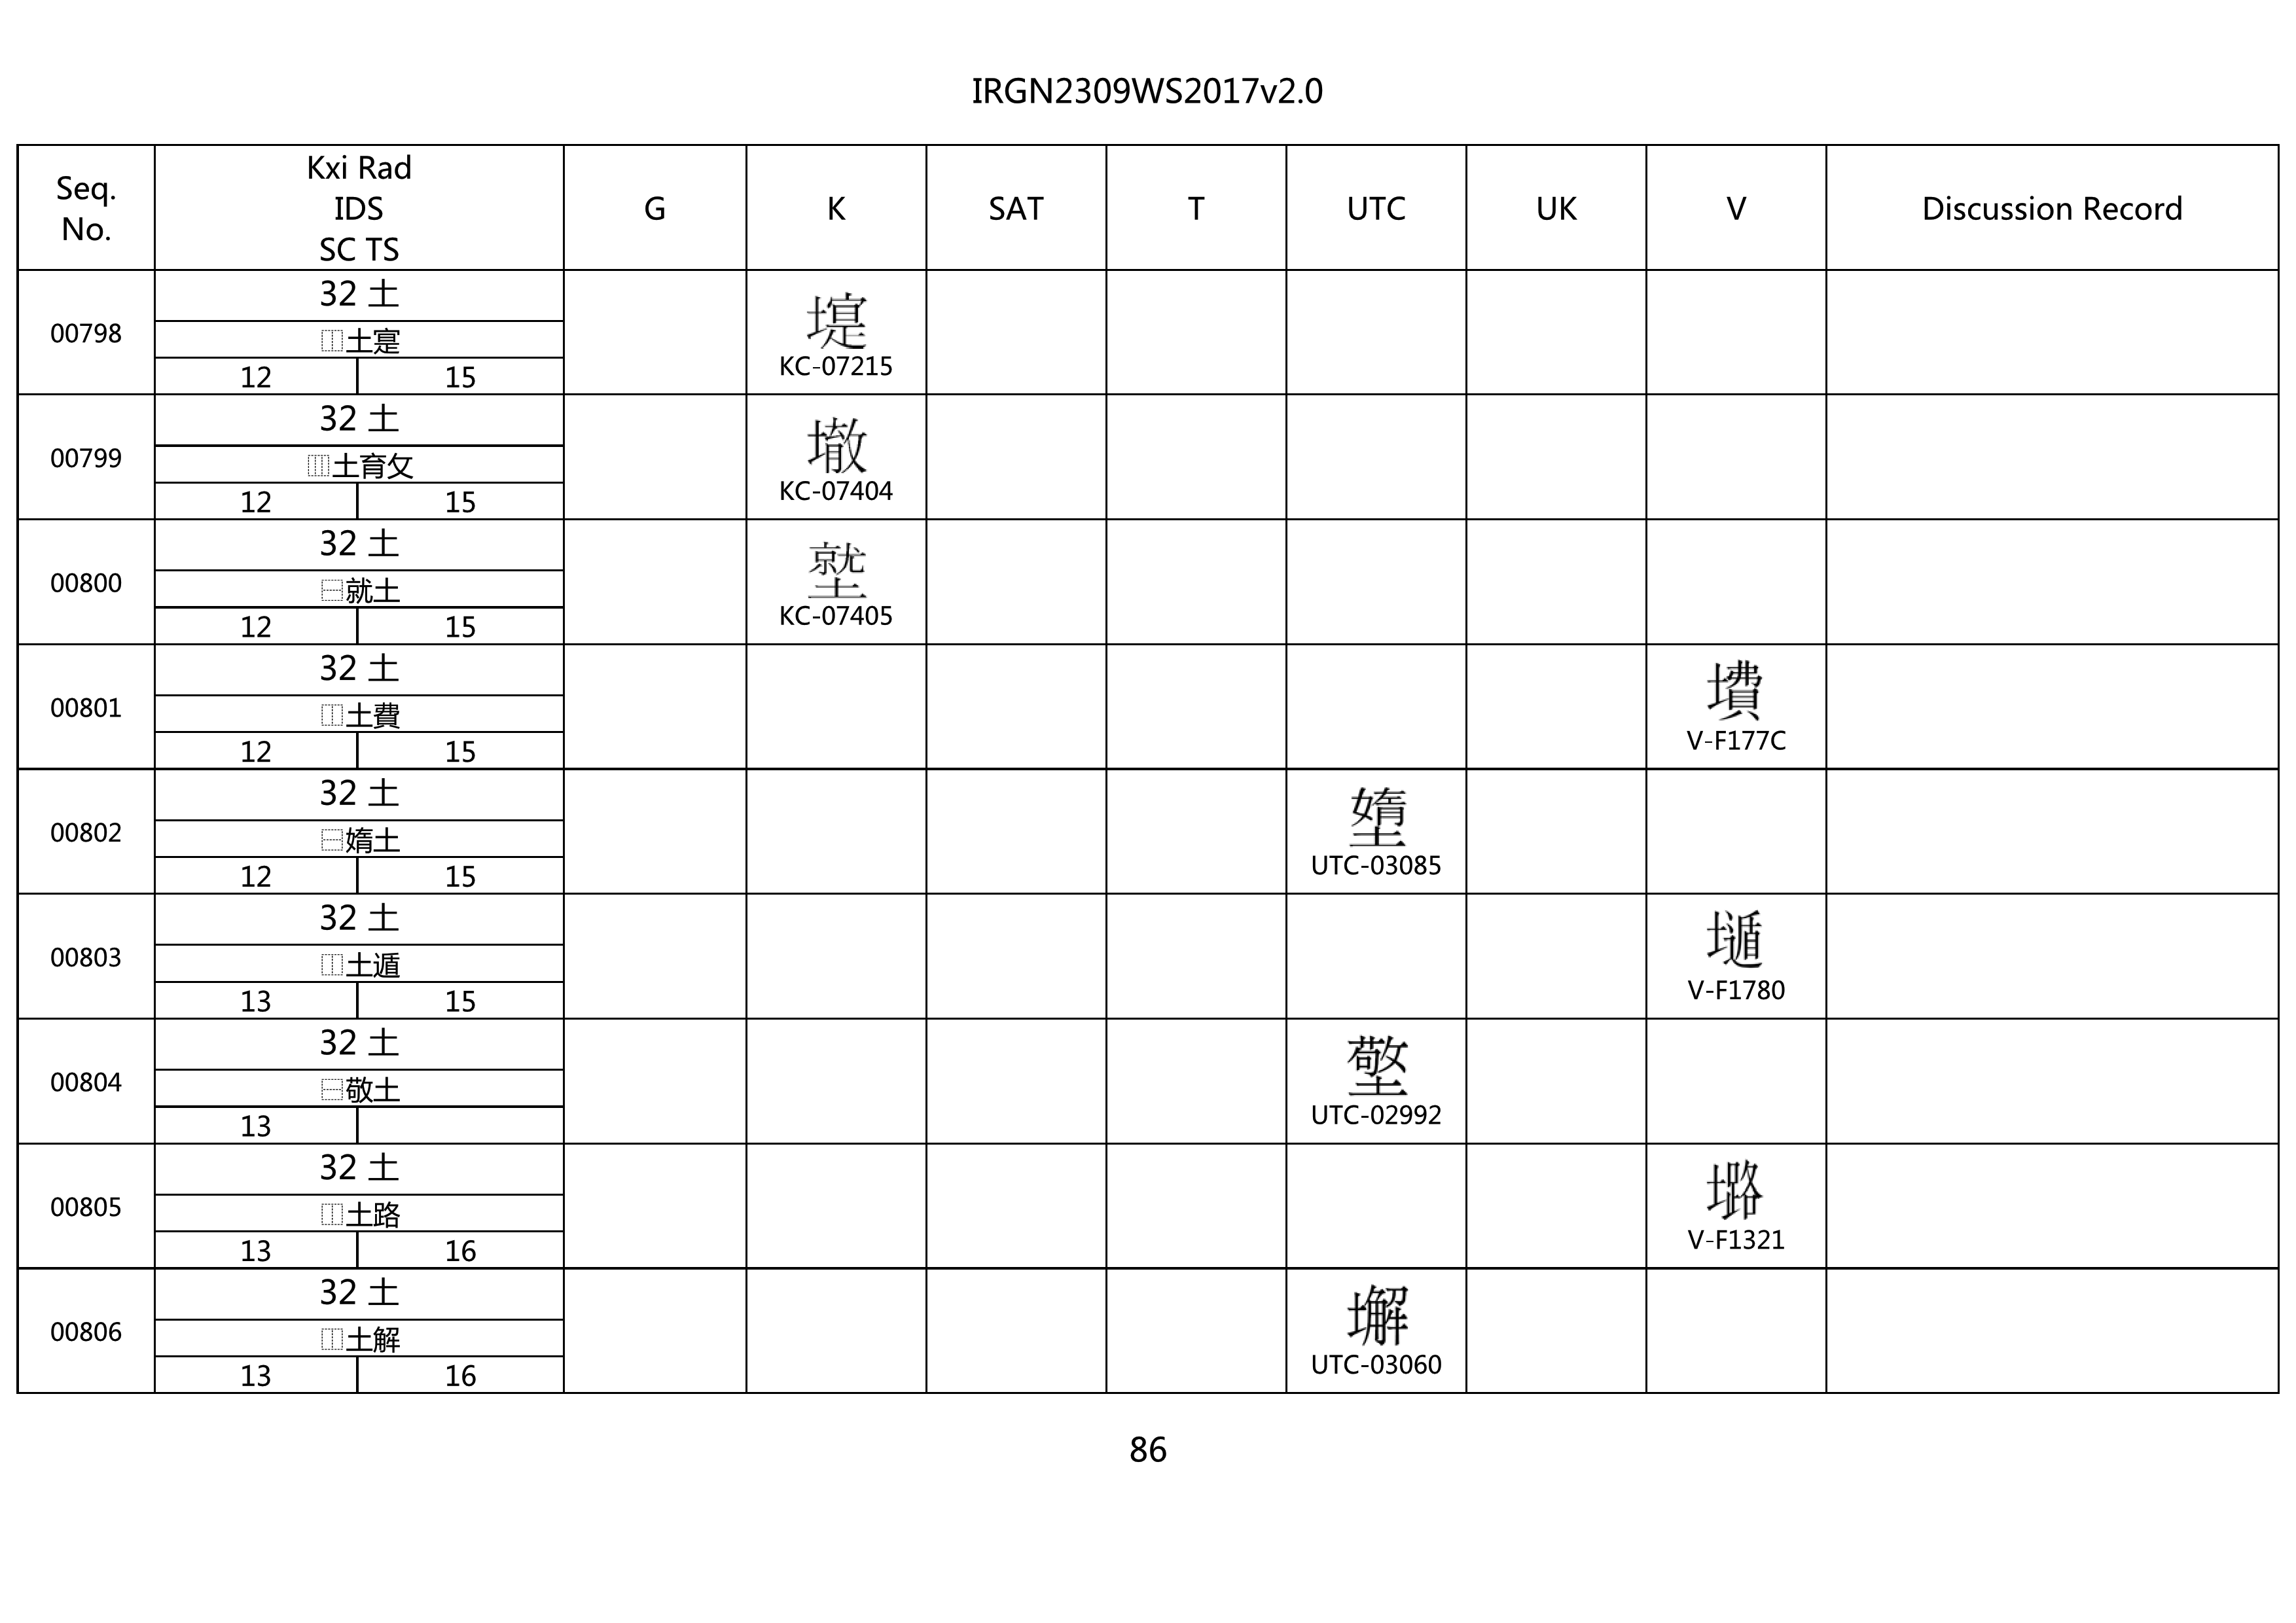 IRGN2309WS2017v2.0
Seq. No.
Kxi Rad IDS SC TS
G
K
SAT
T
UTC
UK
V
Discussion Record
00798
32 土
⿰土寔
12 15
KC-07215
00799
32 土
⿲土育攵
12 15
KC-07404
00800
32 土
⿱就土
12 15
KC-07405
00801
32 土
⿰土費
12 15
V-F177C
00802
32 土
⿱媠土
12 15
UTC-03085
00803
32 土
⿰土遁
13 15
V-F1780
00804
32 土
⿱敬土
13
UTC-02992
00805
32 土
⿰土路
13 16
V-F1321
00806
32 土
⿰土解
13 16
UTC-03060
86